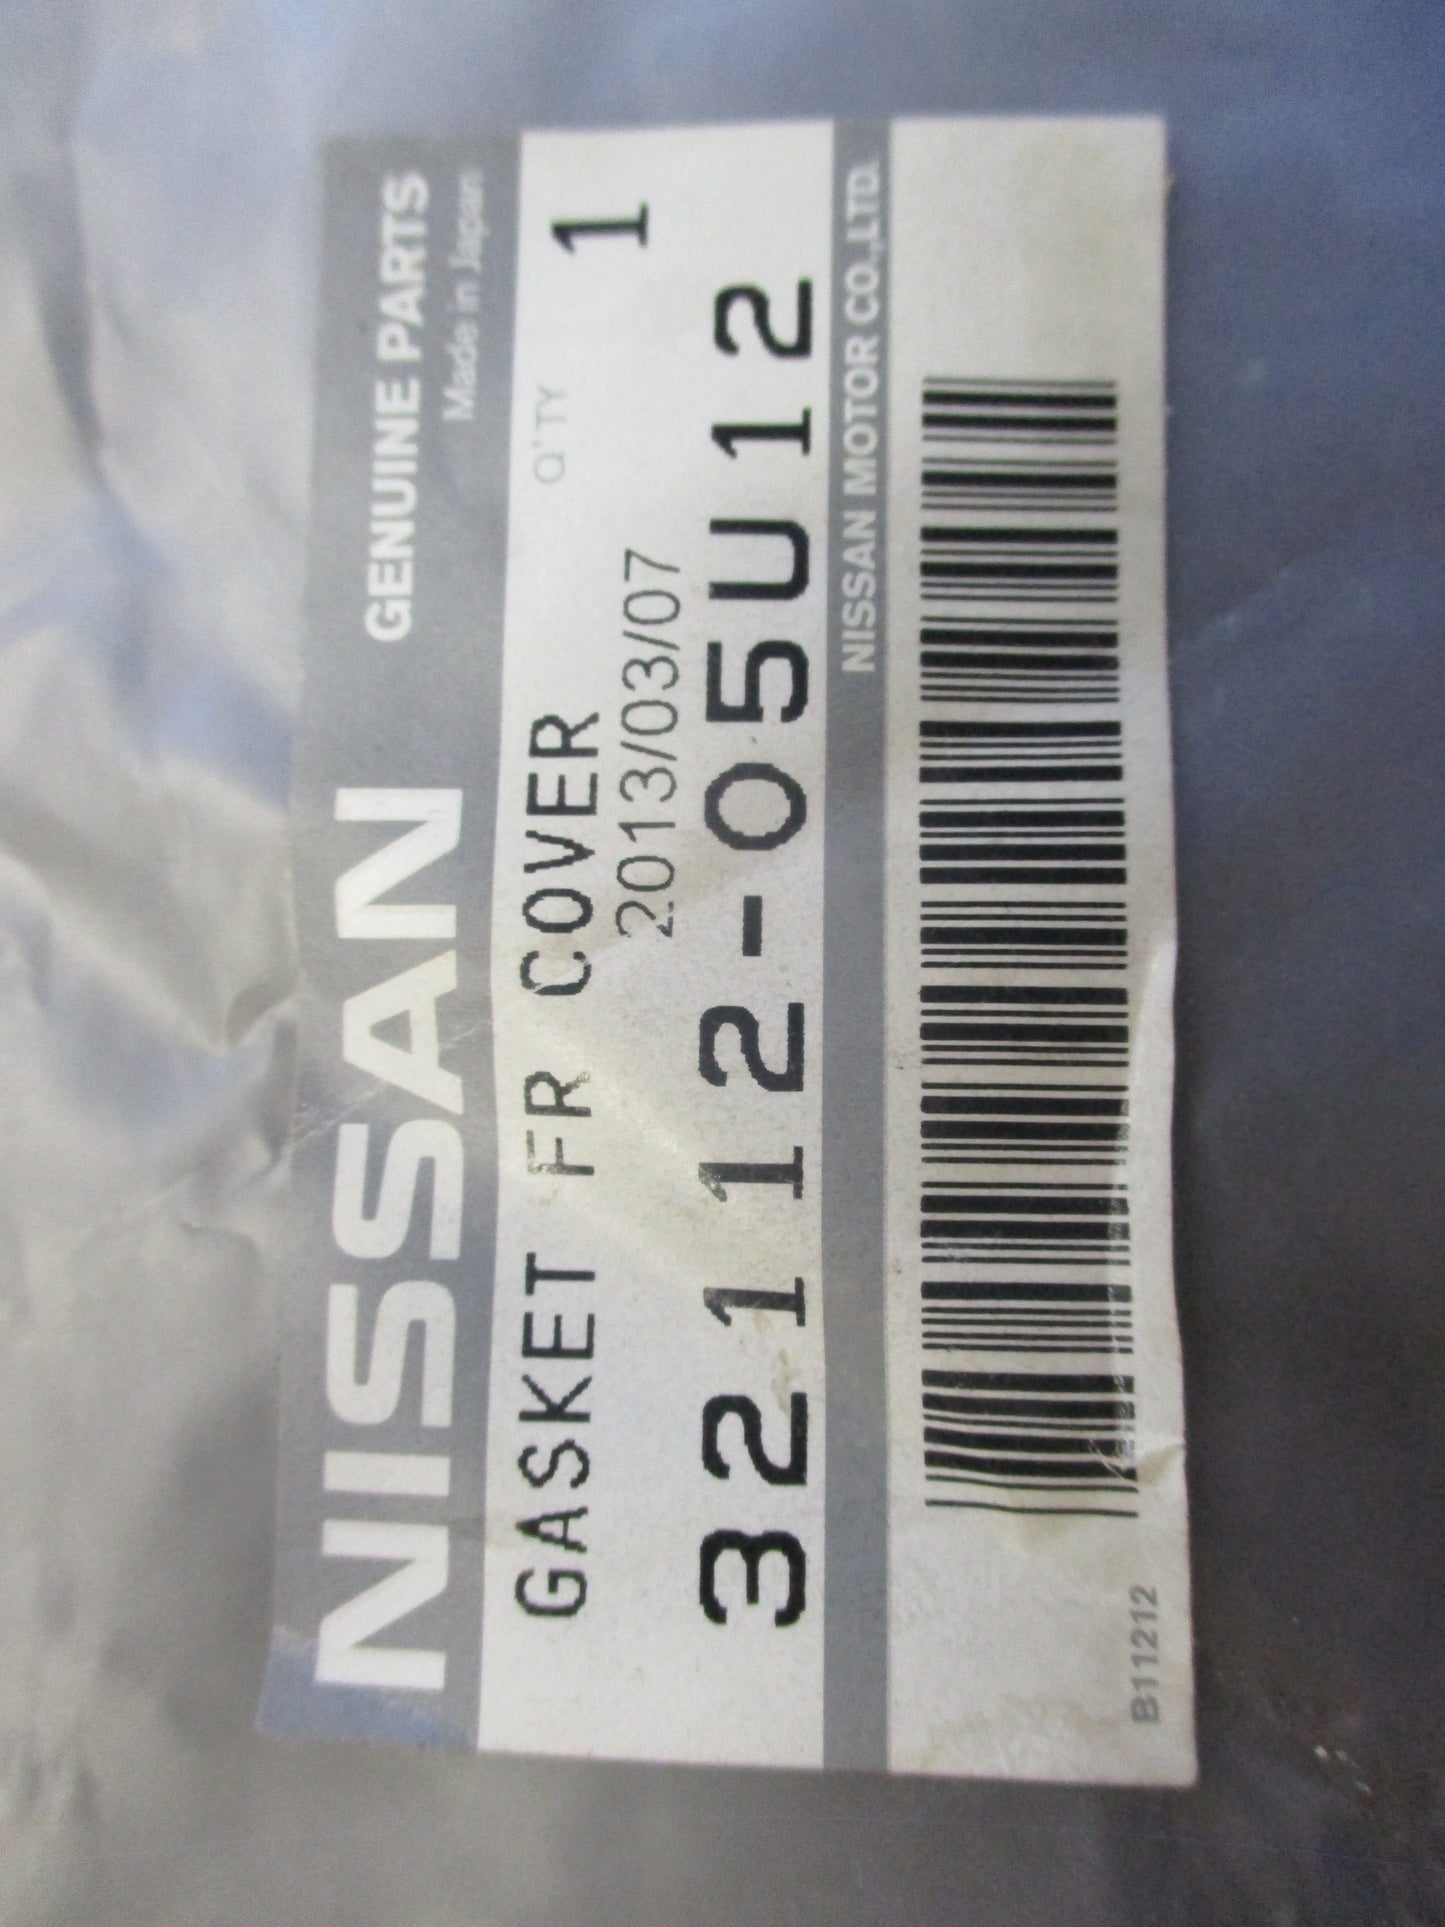 NISSAN GENUINE PARTS
Made in Japan
GASKET FR COVER Q'TY 1
2013/03/07
32112-05U12
NISSAN MOTOR CO.,LTD.
B11212